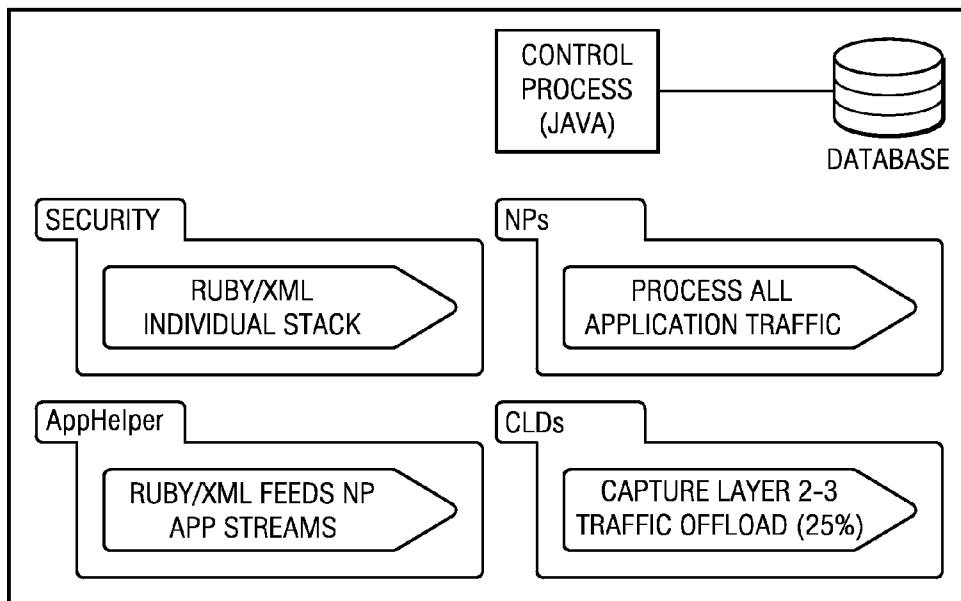 CONTROL
PROCESS
(JAVA)
DATABASE
SECURITY
RUBY/XML
INDIVIDUAL STACK
NPs
PROCESS ALL
APPLICATION TRAFFIC
AppHelper
RUBY/XML FEEDS NP
APP STREAMS
CLDs
CAPTURE LAYER 2-3
TRAFFIC OFFLOAD (25%)